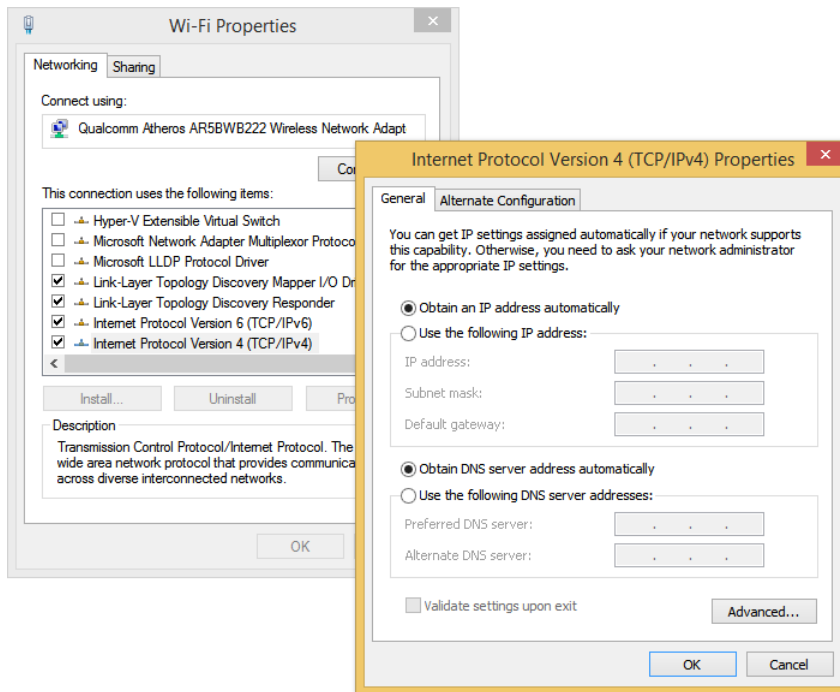 Wi-Fi Properties
Networking
Sharing
Connect using:
Qualcomm Atheros AR5BWB222 Wireless Network Adapt
This connection uses the following items:
Hyper-V Extensible Virtual Switch
Microsoft Network Adapter Multiplexor Protoco
Microsoft LLDP Protocol Driver
Link-Layer Topology Discovery Mapper I/O Dr
Link-Layer Topology Discovery Responder
Internet Protocol Version 6 (TCP/IPv6)
Internet Protocol Version 4 (TCP/IPv4)
Install...
Uninstall
Pro
Description
Transmission Control Protocol/Internet Protocol. The
wide area network protocol that provides communica
across diverse interconnected networks.
OK
Internet Protocol Version 4 (TCP/IPv4) Properties
General
Alternate Configuration
You can get IP settings assigned automatically if your network supports
this capability. Otherwise, you need to ask your network administrator
for the appropriate IP settings.
Obtain an IP address automatically
Use the following IP address:
IP address:
Subnet mask:
Default gateway:
Obtain DNS server address automatically
Use the following DNS server addresses:
Preferred DNS server:
Alternate DNS server:
Validate settings upon exit
Advanced...
OK
Cancel